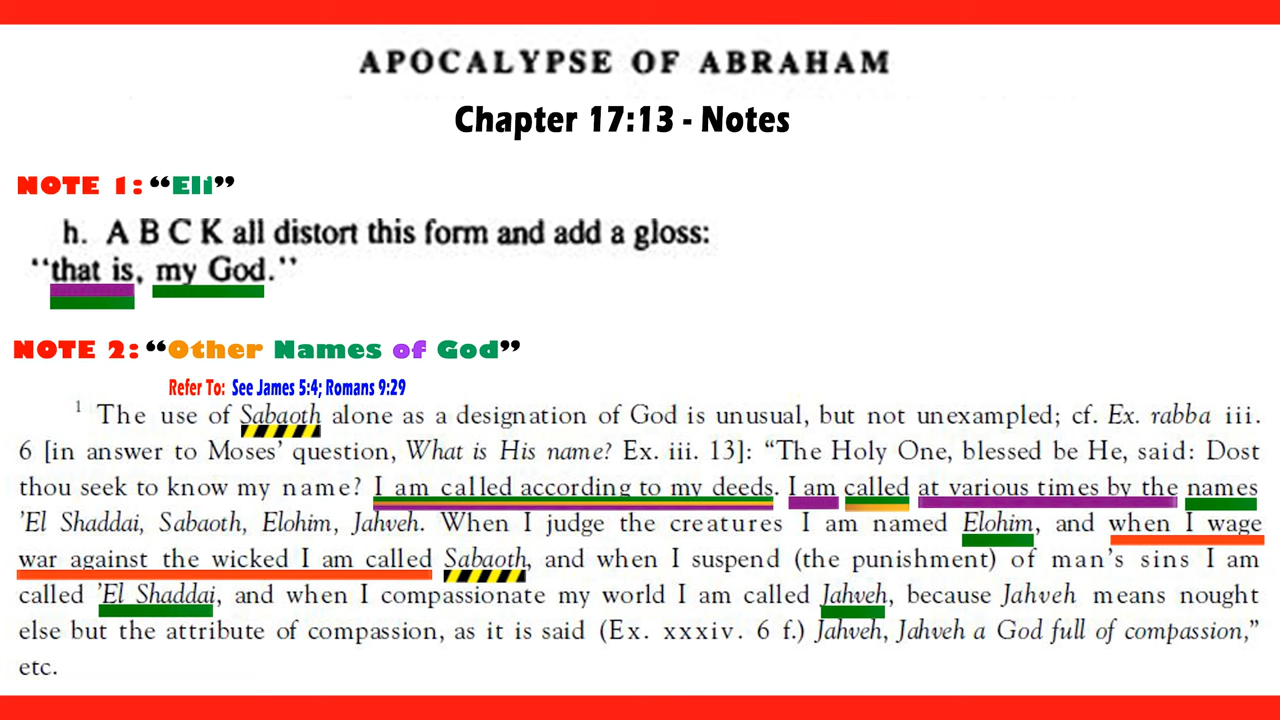 APOCALYPSE OF ABRAHAM
Chapter 17:13 - Notes
NOTE 1: “Eli”
h. A B C K all distort this form and add a gloss:
“that is, my God.”
NOTE 2: “Other Names of God”
Refer To: See James 5:4; Romans 9:29
1 The use of Sabaoth alone as a designation of God is unusual, but not unexampled; cf. Ex. rabba iii.
6 [in answer to Moses’ question, What is His name? Ex. iii. 13]: “The Holy One, blessed be He, said: Dost
thou seek to know my name? I am called according to my deeds. I am called at various times by the names
’El Shaddai, Sabaoth, Elohim, Jahveh. When I judge the creatures I am named Elohim, and when I wage
war against the wicked I am called Sabaoth, and when I suspend (the punishment) of man’s sins I am
called ’El Shaddai, and when I compassionate my world I am called Jahveh, because Jahveh means nought
else but the attribute of compassion, as it is said (Ex. xxxiv. 6 f.) Jahveh, Jahveh a God full of compassion,”
etc.